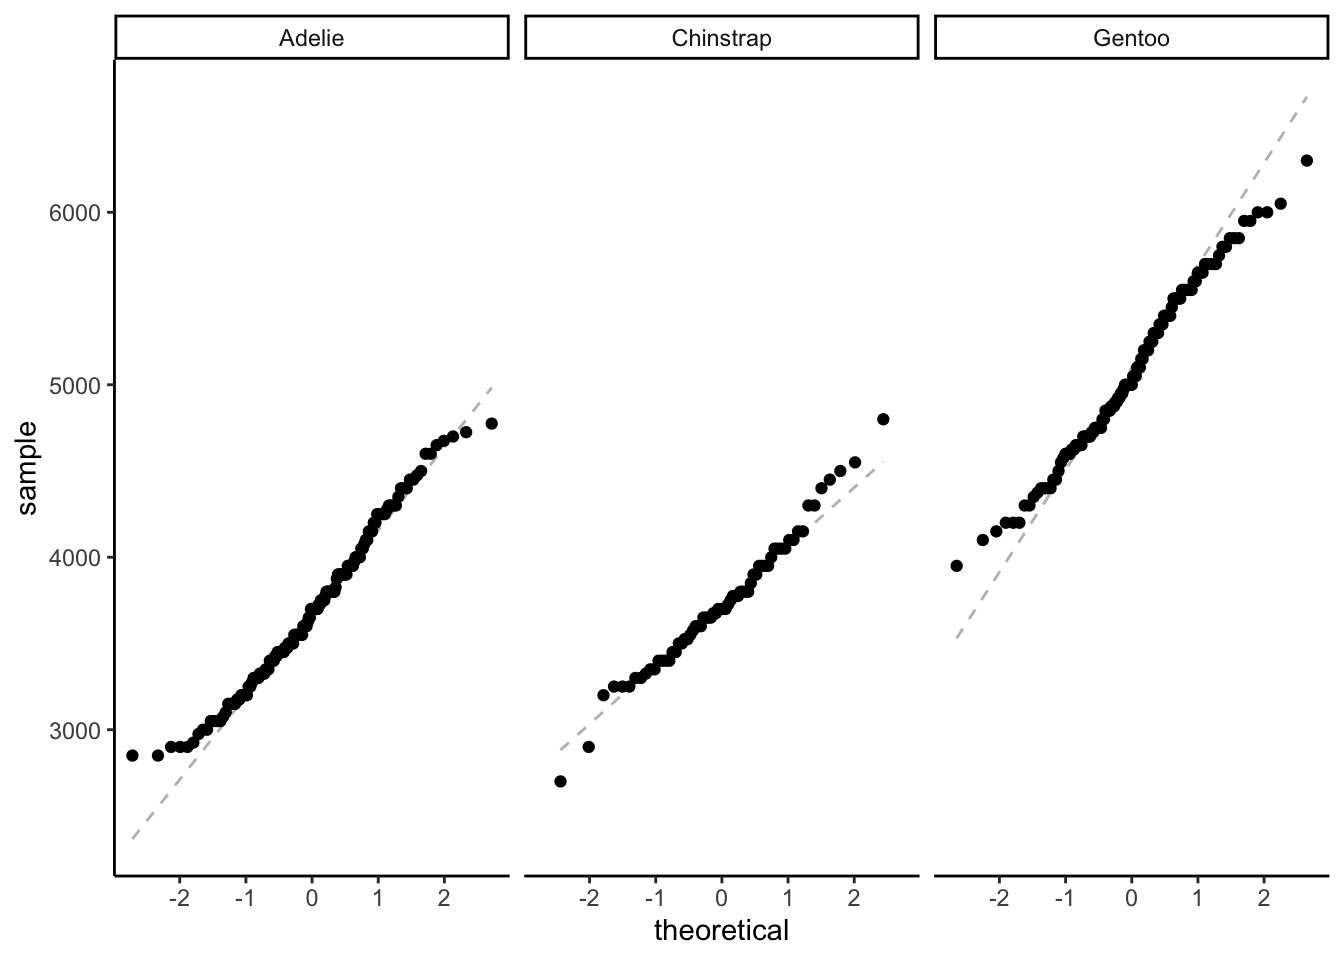 Adelie Chinstrap Gentoo
6000
5000
4000
3000
sample
-2 -1 0 1 2 -2 -1 0 1 2 -2 -1 0 1 2
theoretical